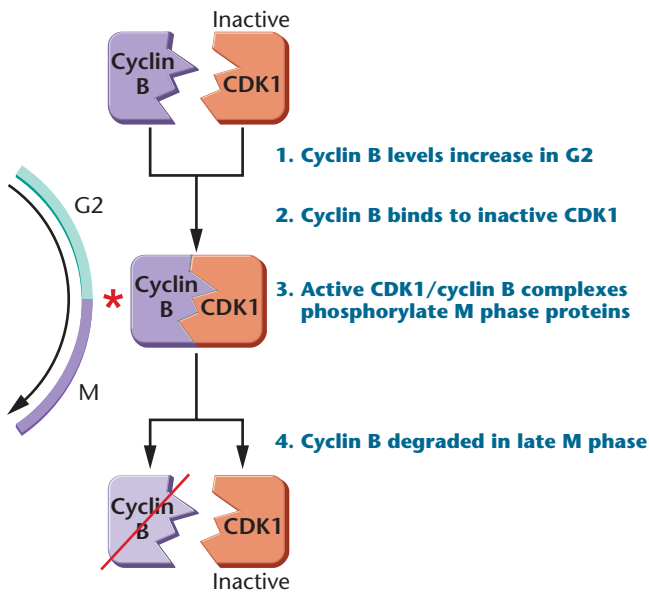 Inactive
Cyclin
B
CDK1
1. Cyclin B levels increase in G2
G2
2. Cyclin B binds to inactive CDK1
*
Cyclin
B
CDK1
3. Active CDK1/cyclin B complexes
phosphorylate M phase proteins
M
4. Cyclin B degraded in late M phase
Cyclin
B
CDK1
Inactive